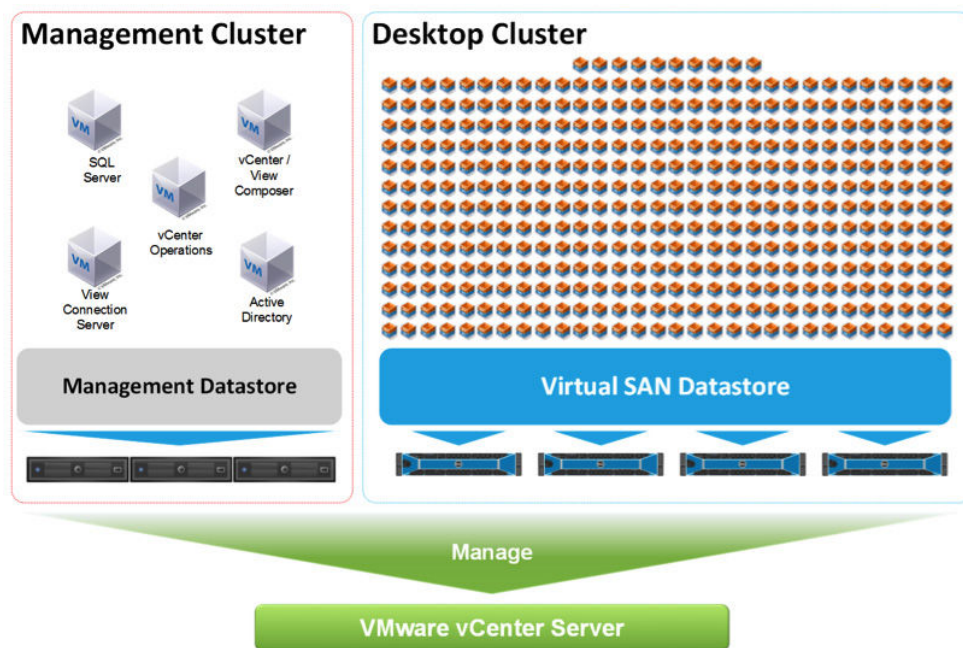 Management Cluster
Desktop Cluster
VM
SQL
Server
VM
vCenter /
View
Composer
VM
vCenter
Operations
VM
View
Connection
Server
VM
Active
Directory
Management Datastore
Virtual SAN Datastore
Manage
VMware vCenter Server